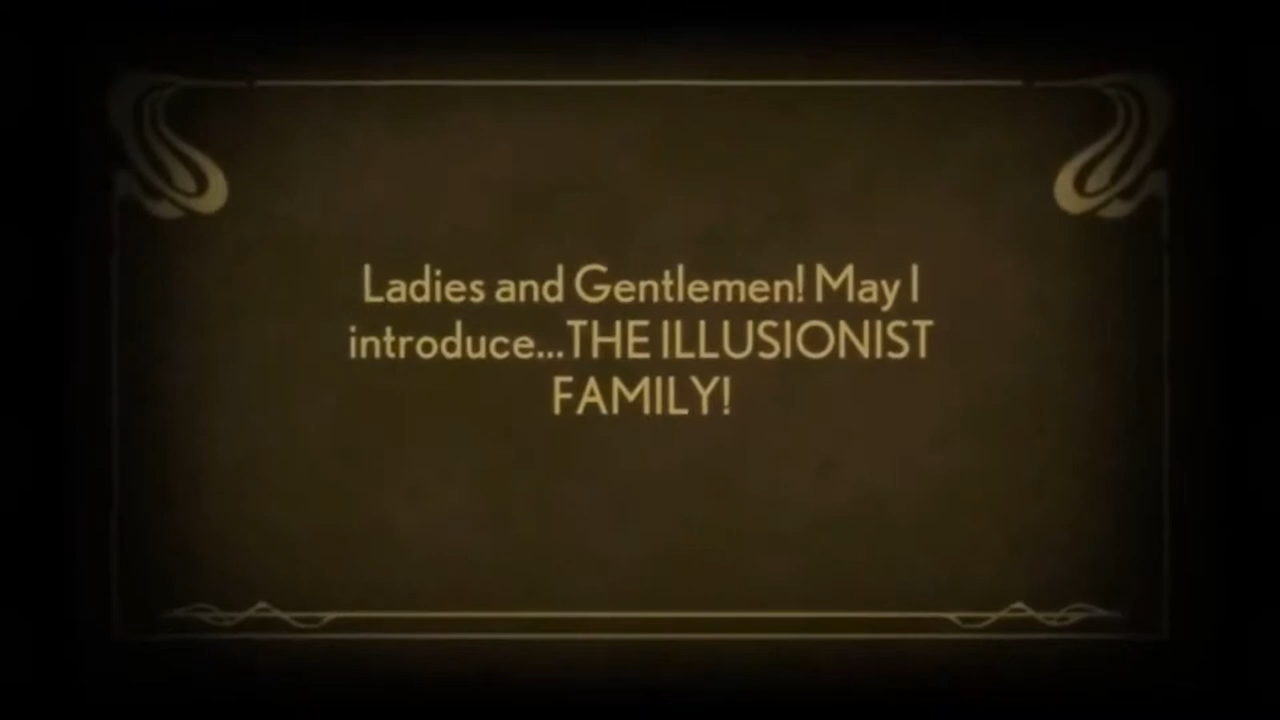 Ladies and Gentlemen! May I
introduce...THE ILLUSIONIST
FAMILY!